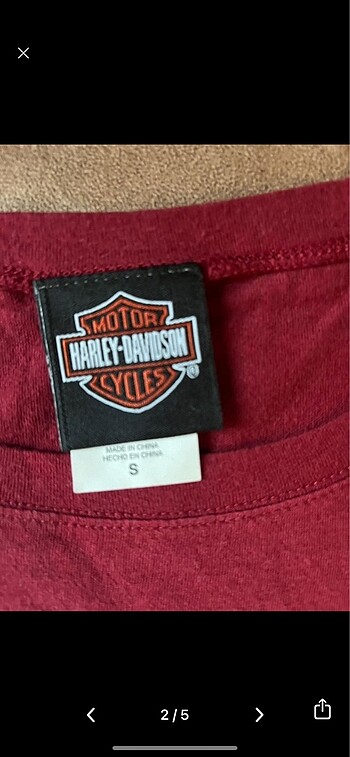 MOTOR
HARLEY-DAVIDSON
CYCLES
®
MADE IN CHINA
HECHO EN CHINA
S
2/5